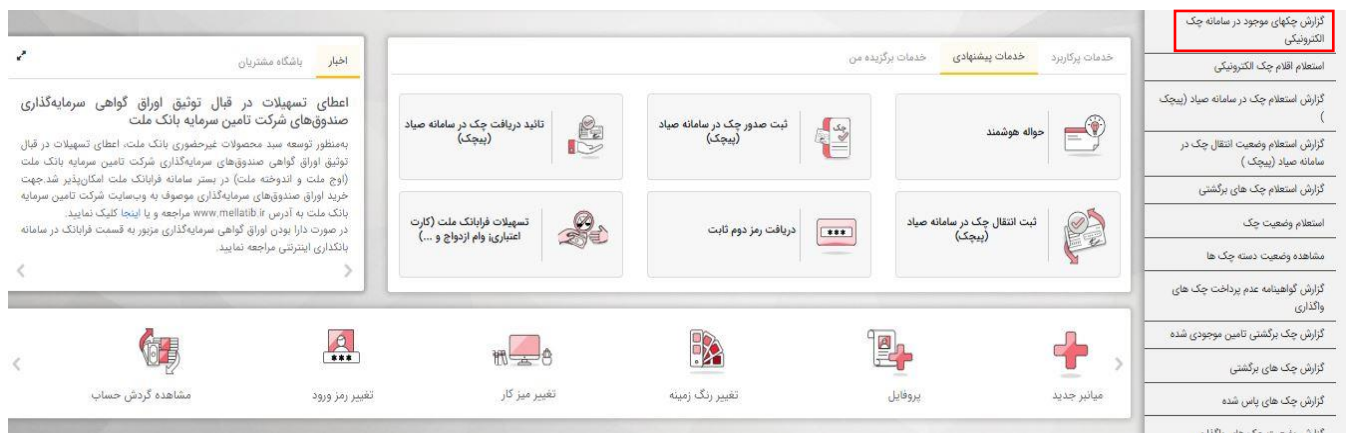 گزارش چکهای موجود در سامانه چک
الکترونیکی
استعلام اقلام چک الکترونیکی
گزارش استعلام چک در سامانه صیاد (پیچک
)
گزارش استعلام وضعیت انتقال چک در
سامانه صیاد (پیچک )
گزارش استعلام چک های برگشتی
استعلام وضعیت چک
مشاهده وضعیت دسته چک ها
گزارش گواهینامه عدم پرداخت چک های
واگذاری
گزارش چک برگشتی تامین موجودی شده
گزارش چک های برگشتی
گزارش چک های پاس شده
خدمات پرکاربرد
خدمات پیشنهادی
خدمات برگزیده من
حواله هوشمند
چک
ثبت صدور چک در سامانه صیاد
(پیچک)
تائید دریافت چک در سامانه صیاد
(پیچک)
ثبت انتقال چک در سامانه صیاد
(پیچک)
***
دریافت رمز دوم ثابت
تسهیلات فرابانک ملت (کارت
اعتباری؛ وام ازدواج و ...)
اخبار
باشگاه مشتریان
اعطای تسهیلات در قبال توثیق اوراق گواهی سرمایه‌گذاری
صندوق‌های شرکت تامین سرمایه بانک ملت
به‌منظور توسعه سبد محصولات غیرحضوری بانک ملت، اعطای تسهیلات در قبال
توثیق اوراق گواهی صندوق‌های سرمایه‌گذاری شرکت تامین سرمایه بانک ملت
(اوج ملت و اندوخته ملت) در بستر سامانه فرابانک ملت امکان‌پذیر شد.جهت
خرید اوراق صندوق‌های سرمایه‌گذاری موصوف به وب‌سایت شرکت تامین سرمایه
بانک ملت به آدرس www.mellatib.ir مراجعه و یا اینجا کلیک نمایید.
در صورت دارا بودن اوراق گواهی سرمایه‌گذاری مزبور به قسمت فرابانک در سامانه
بانکداری اینترنتی مراجعه نمایید.
میانبر جدید
پروفایل
تغییر رنگ زمینه
تغییر میز کار
***
تغییر رمز ورود
مشاهده گردش حساب